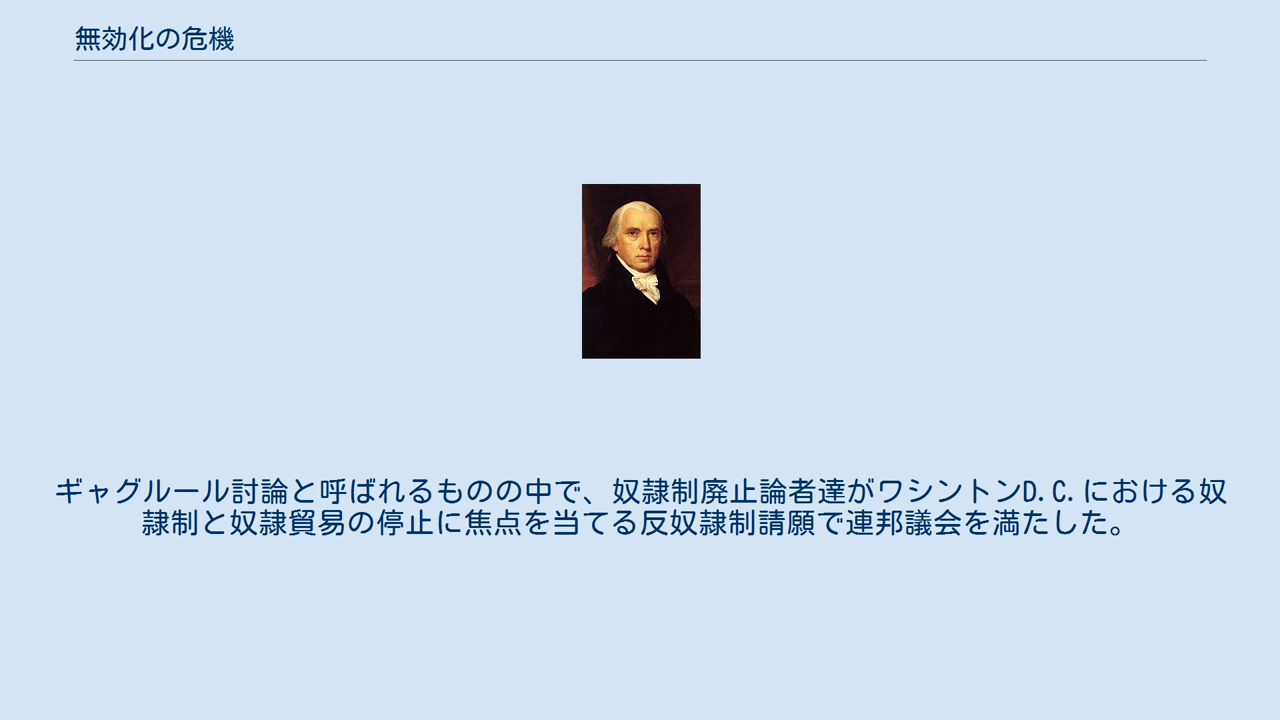 無効化の危機
ギャグルール討論と呼ばれるものの中で、奴隷制廃止論者達がワシントンD.C.における奴
隷制と奴隷貿易の停止に焦点を当てる反奴隷制請願で連邦議会を満たした。